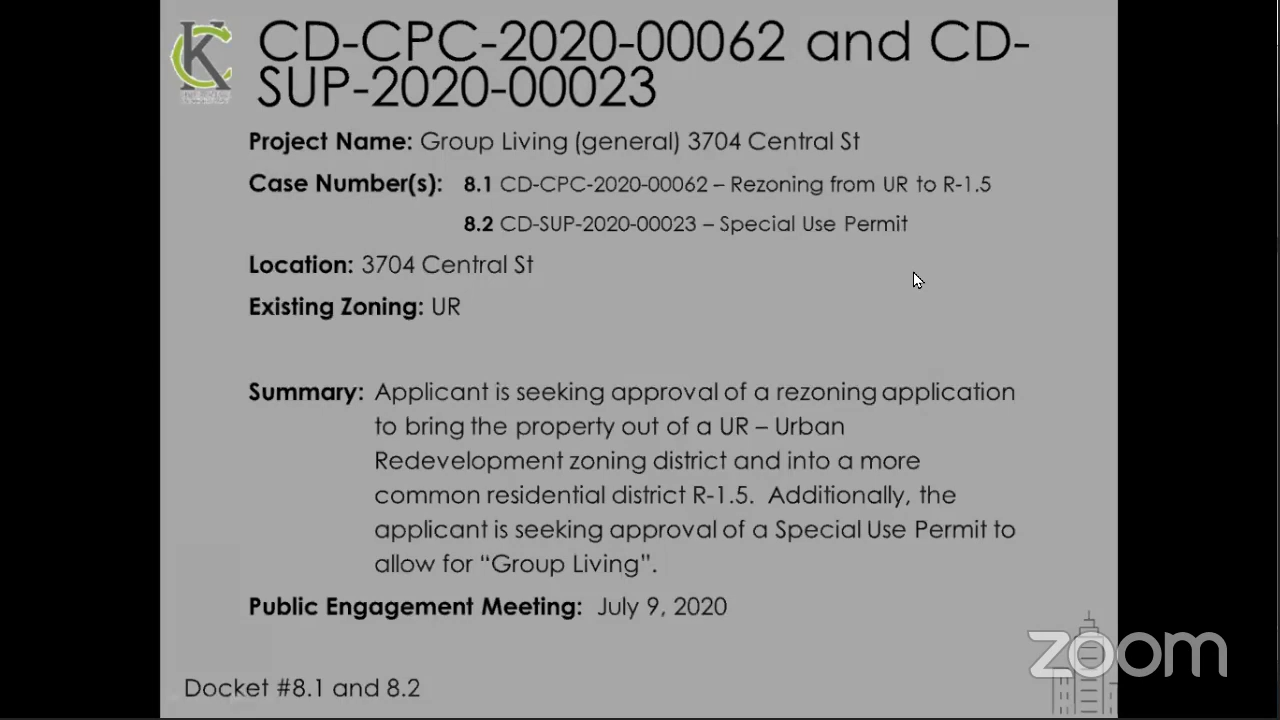 KC
CD-CPC-2020-00062 and CD-
SUP-2020-00023
Project Name: Group Living (general) 3704 Central St
Case Number(s): 8.1 CD-CPC-2020-00062 – Rezoning from UR to R-1.5
8.2 CD-SUP-2020-00023 – Special Use Permit
Location: 3704 Central St
Existing Zoning: UR
Summary: Applicant is seeking approval of a rezoning application
to bring the property out of a UR – Urban
Redevelopment zoning district and into a more
common residential district R-1.5. Additionally, the
applicant is seeking approval of a Special Use Permit to
allow for “Group Living”.
Public Engagement Meeting: July 9, 2020
zoom
Docket #8.1 and 8.2